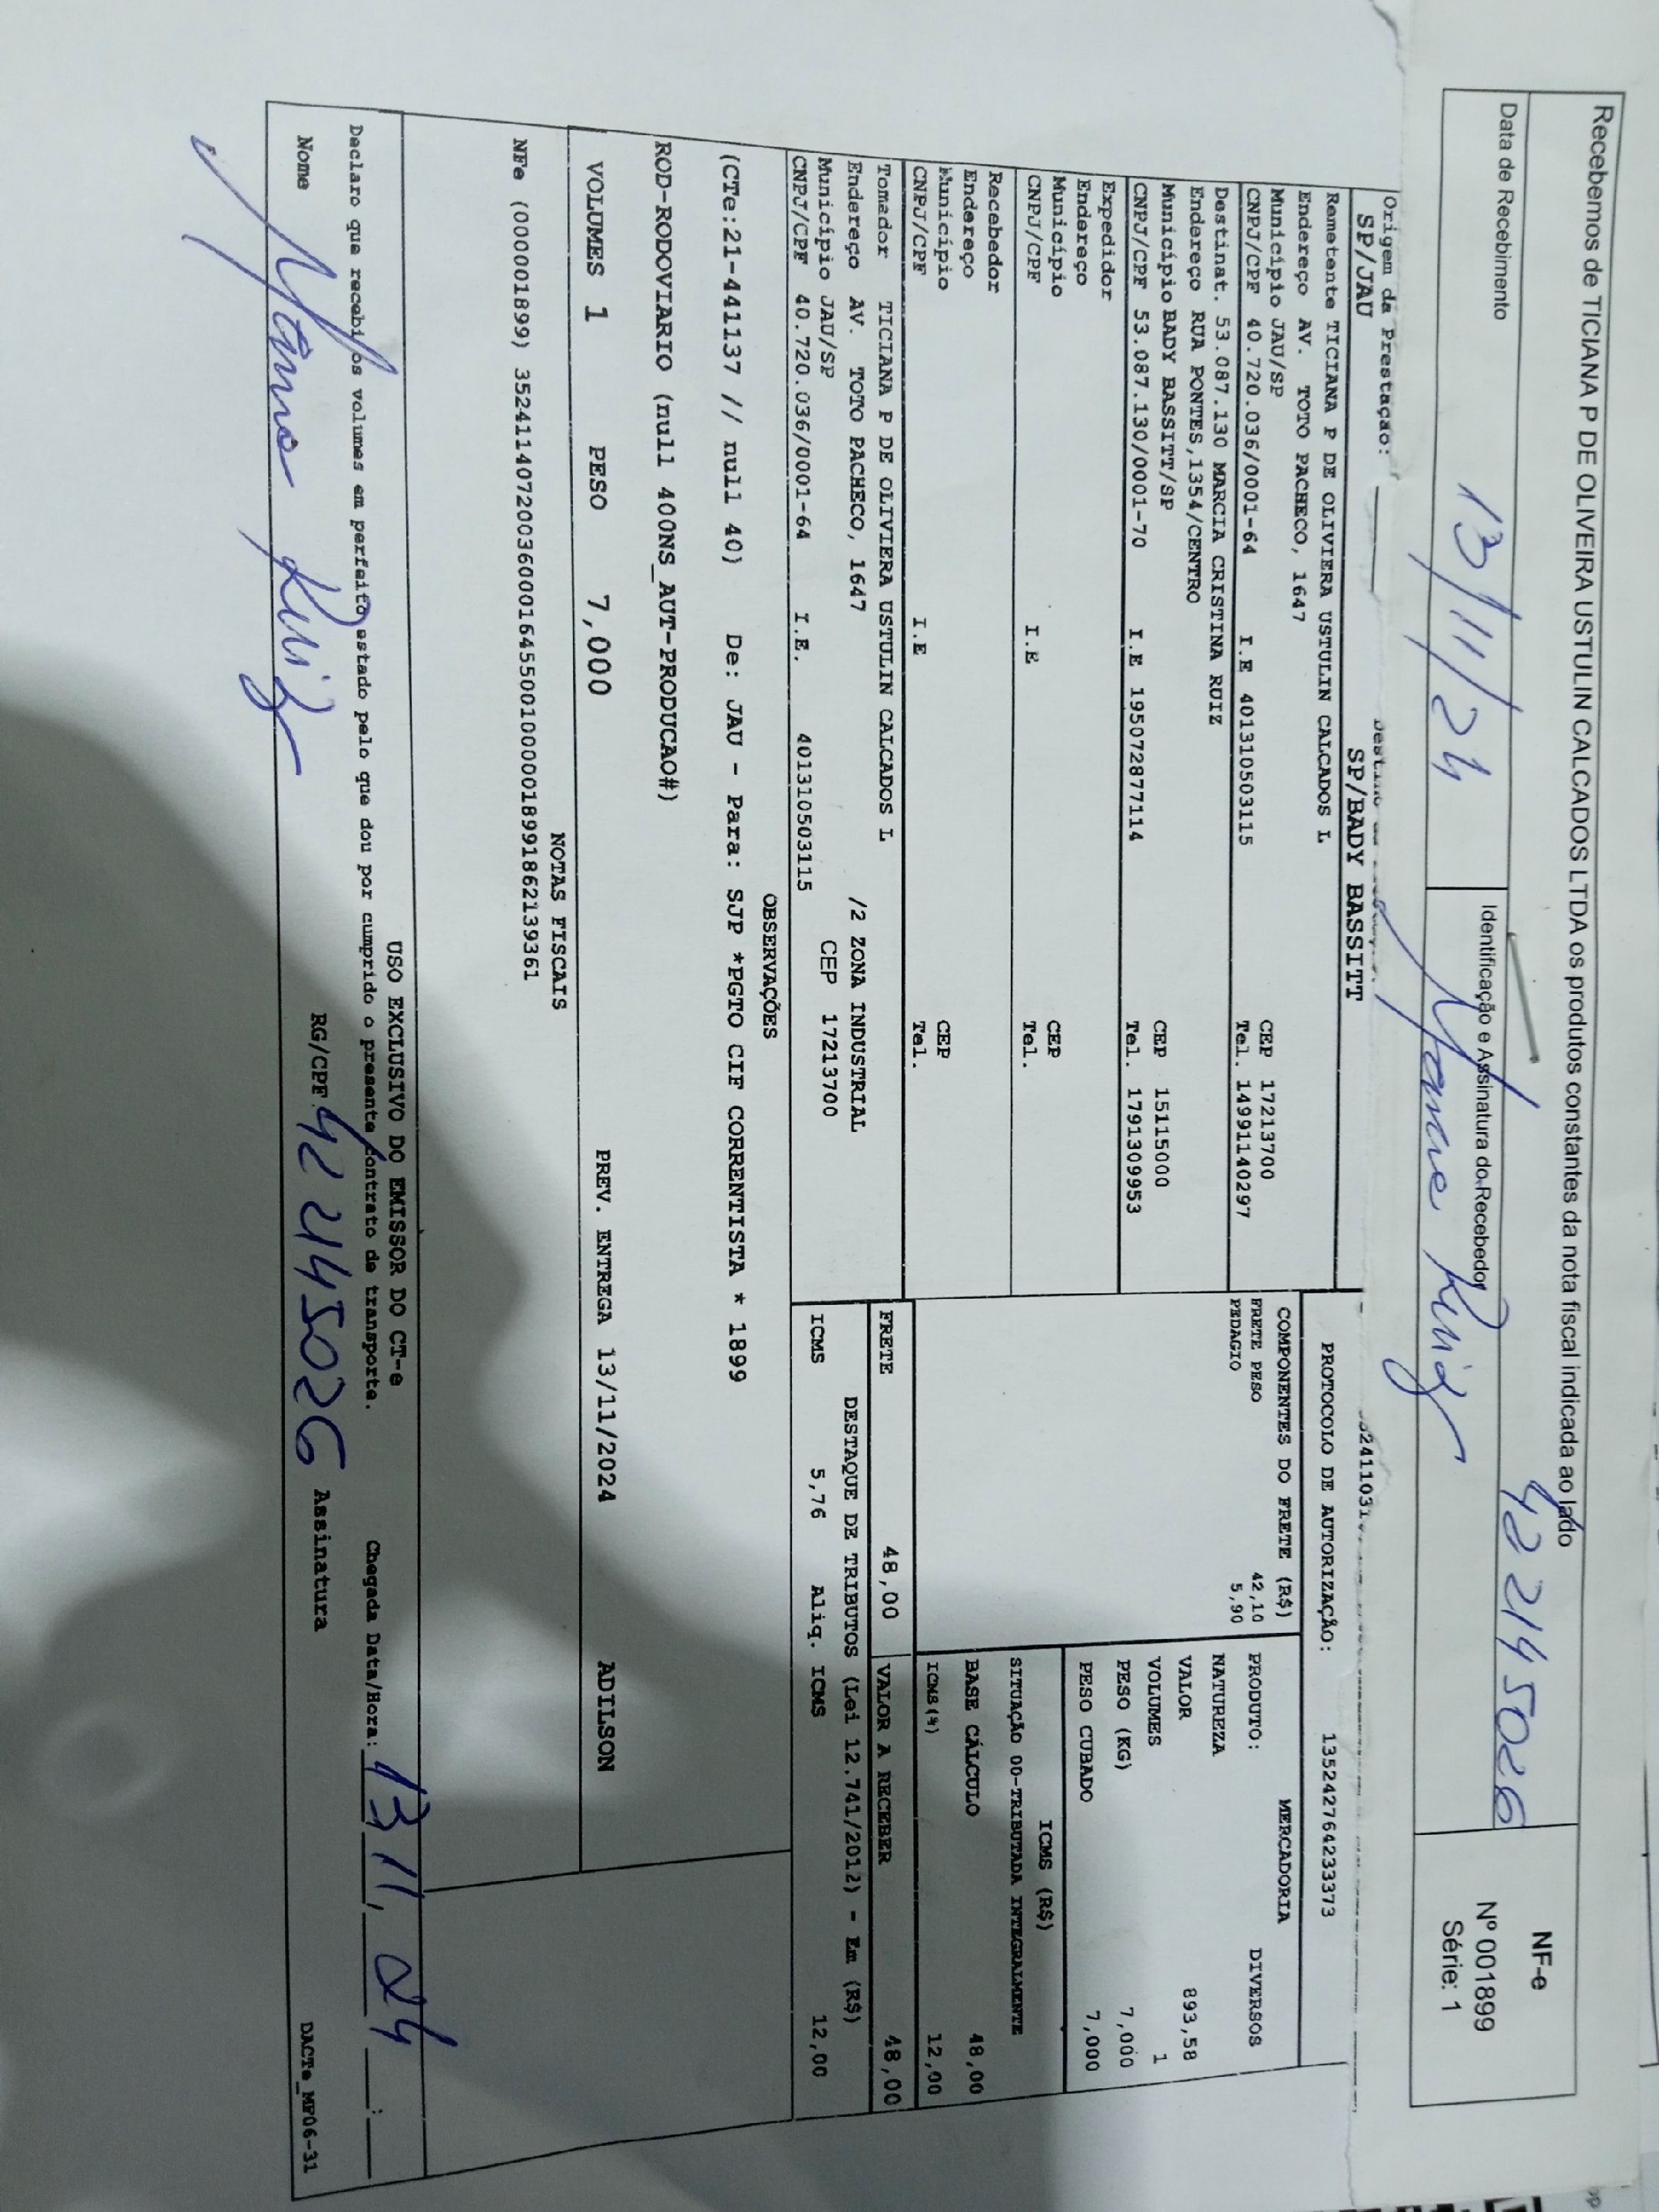 Recebemos de TICIANA P DE OLIVEIRA USTULIN CALCADOS LTDA os produtos constantes da nota fiscal indicada ao lado
NF-e
Nº 001899
Série: 1
Data de Recebimento
13/11/24
Identificação e Assinatura do Recebedor
42 2145026
Ruiz
Origem da Prestação:
SP/JAU
SP/BADY BASSITT
PROTOCOLO DE AUTORIZAÇÃO: 135242764233373
Remetente TICIANA P DE OLIVIERA USTULIN CALCADOS L
Endereço AV. TOTO PACHECO, 1647
Município JAU/SP CEP 17213700
CNPJ/CPF 40.720.036/0001-64 I.E 401310503115 Tel. 14991140297
Destinat. 53.087.130 MARCIA CRISTINA RUIZ
Endereço RUA PONTES,1354/CENTRO
Município BADY BASSITT/SP CEP 15115000
CNPJ/CPF 53.087.130/0001-70 I.E 195072877114 Tel. 17913099953
Expedidor
Endereço
Município CEP
CNPJ/CPF I.E Tel.
Recebedor
Endereço
Município CEP
CNPJ/CPF I.E Tel.
Tomador TICIANA P DE OLIVIERA USTULIN CALCADOS L
Endereço AV. TOTO PACHECO, 1647 /2 ZONA INDUSTRIAL
Município JAU/SP CEP 17213700
CNPJ/CPF 40.720.036/0001-64 I.E. 401310503115
COMPONENTES DO FRETE (R$)
FRETE PESO 42,10
PEDAGIO 5,90
MERCADORIA
PRODUTO: DIVERSOS
NATUREZA
VALOR 893,58
VOLUMES 1
PESO (KG) 7,000
PESO CUBADO 7,000
ICMS (R$)
SITUAÇÃO 00-TRIBUTADA INTEGRALMENTE
BASE CÁLCULO 48,00
ICMS(%) 12,00
FRETE 48,00
VALOR A RECEBER 48,00
DESTAQUE DE TRIBUTOS (Lei 12.741/2012) - Em (R$)
ICMS 5,76 Aliq. ICMS 12,00
OBSERVAÇÕES
(CTe:21-441137 // null 40) De: JAU - Para: SJP *PGTO CIF CORRENTISTA * 1899
ROD-RODOVIARIO (null 400NS_AUT-PRODUCAO#)
VOLUMES 1 PESO 7,000 PREV. ENTREGA 13/11/2024 ADILSON
NOTAS FISCAIS
NFe (0000001899) 35241140720036000164550010000018991862139361
USO EXCLUSIVO DO EMISSOR DO CT-e
Declaro que recebi os volumes em perfeito estado pelo que dou por cumprido o presente contrato de transporte.
Chegada Data/Hora: 13/11/24 __:__
Nome Ruiz RG/CPF 42 2145026 Assinatura
DACTe_MP06-31